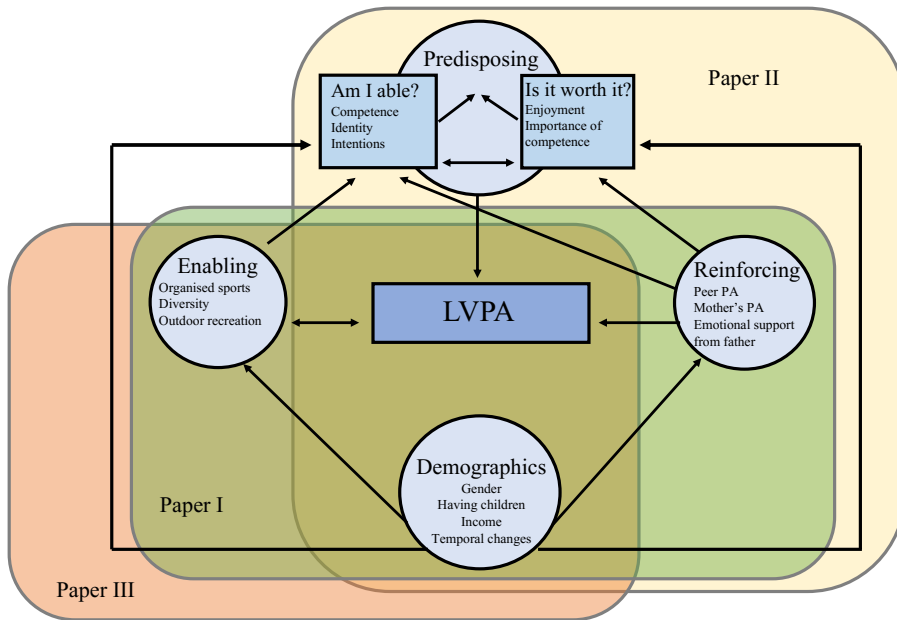 Predisposing
Paper II
Am I able?
Competence
Identity
Intentions
Is it worth it?
Enjoyment
Importance of
competence
Enabling
Organised sports
Diversity
Outdoor recreation
LVPA
Reinforcing
Peer PA
Mother's PA
Emotional support
from father
Demographics
Gender
Having children
Income
Temporal changes
Paper I
Paper III